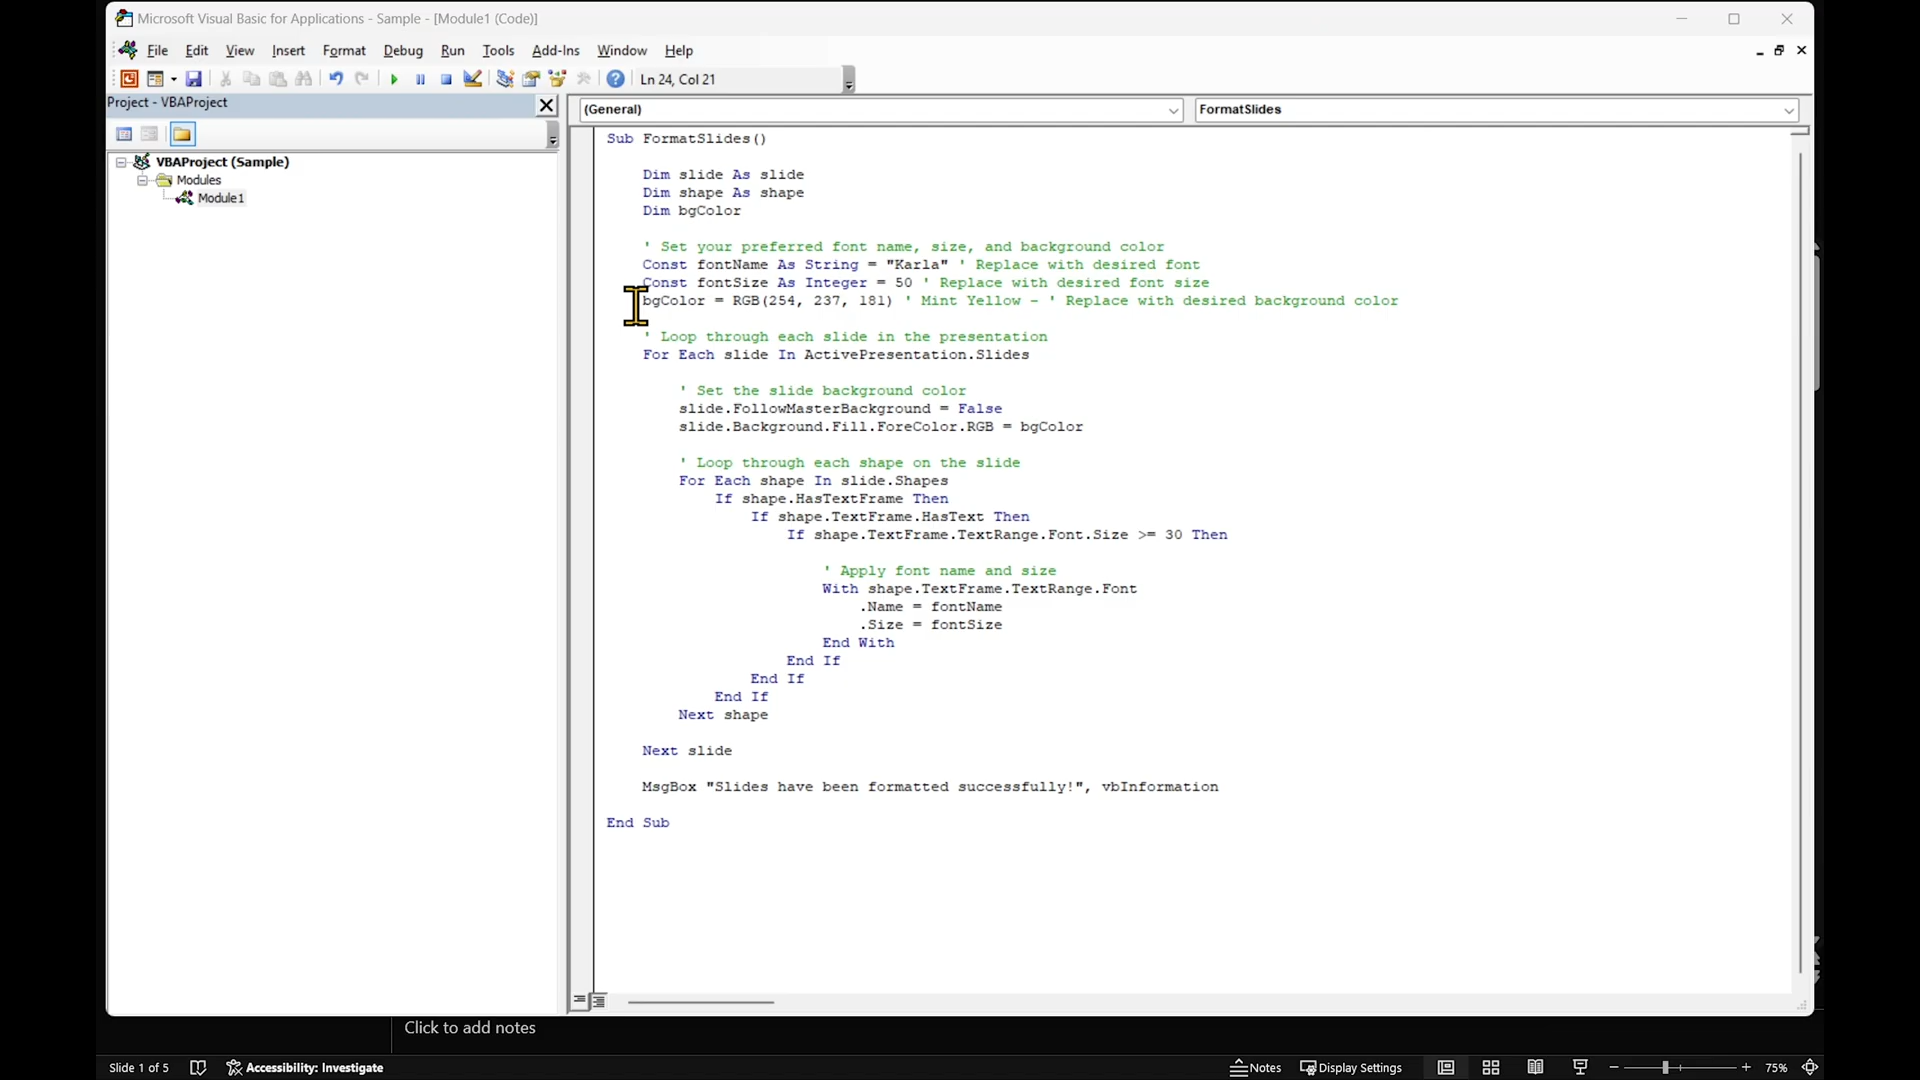 Microsoft Visual Basic for Applications - Sample - [Module1 (Code)]
File Edit View Insert Format Debug Run Tools Add-Ins Window Help
Ln 24, Col 21
Project - VBAProject
(General)
FormatSlides
VBAProject (Sample)
Modules
Module1
Sub FormatSlides()
Dim slide As slide
Dim shape As shape
Dim bgColor
' Set your preferred font name, size, and background color
Const fontName As String = "Karla" ' Replace with desired font
Const fontSize As Integer = 50 ' Replace with desired font size
bgColor = RGB(254, 237, 181) ' Mint Yellow - ' Replace with desired background color
' Loop through each slide in the presentation
For Each slide In ActivePresentation.Slides
' Set the slide background color
slide.FollowMasterBackground = False
slide.Background.Fill.ForeColor.RGB = bgColor
' Loop through each shape on the slide
For Each shape In slide.Shapes
If shape.HasTextFrame Then
If shape.TextFrame.HasText Then
If shape.TextFrame.TextRange.Font.Size >= 30 Then
' Apply font name and size
With shape.TextFrame.TextRange.Font
.Name = fontName
.Size = fontSize
End With
End If
End If
End If
Next shape
Next slide
MsgBox "Slides have been formatted successfully!", vbInformation
End Sub
Click to add notes
Slide 1 of 5
Accessibility: Investigate
Notes
Display Settings
75%